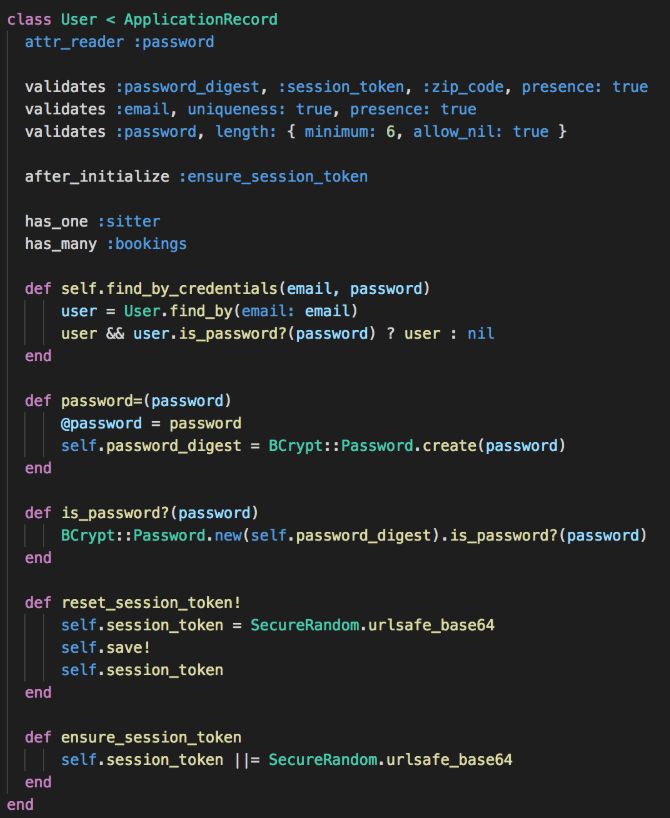 class User < ApplicationRecord
  attr_reader :password

  validates :password_digest, :session_token, :zip_code, presence: true
  validates :email, uniqueness: true, presence: true
  validates :password, length: { minimum: 6, allow_nil: true }

  after_initialize :ensure_session_token

  has_one :sitter
  has_many :bookings

  def self.find_by_credentials(email, password)
      user = User.find_by(email: email)
      user && user.is_password?(password) ? user : nil
  end

  def password=(password)
      @password = password
      self.password_digest = BCrypt::Password.create(password)
  end

  def is_password?(password)
      BCrypt::Password.new(self.password_digest).is_password?(password)
  end

  def reset_session_token!
      self.session_token = SecureRandom.urlsafe_base64
      self.save!
      self.session_token
  end

  def ensure_session_token
      self.session_token ||= SecureRandom.urlsafe_base64
  end
end